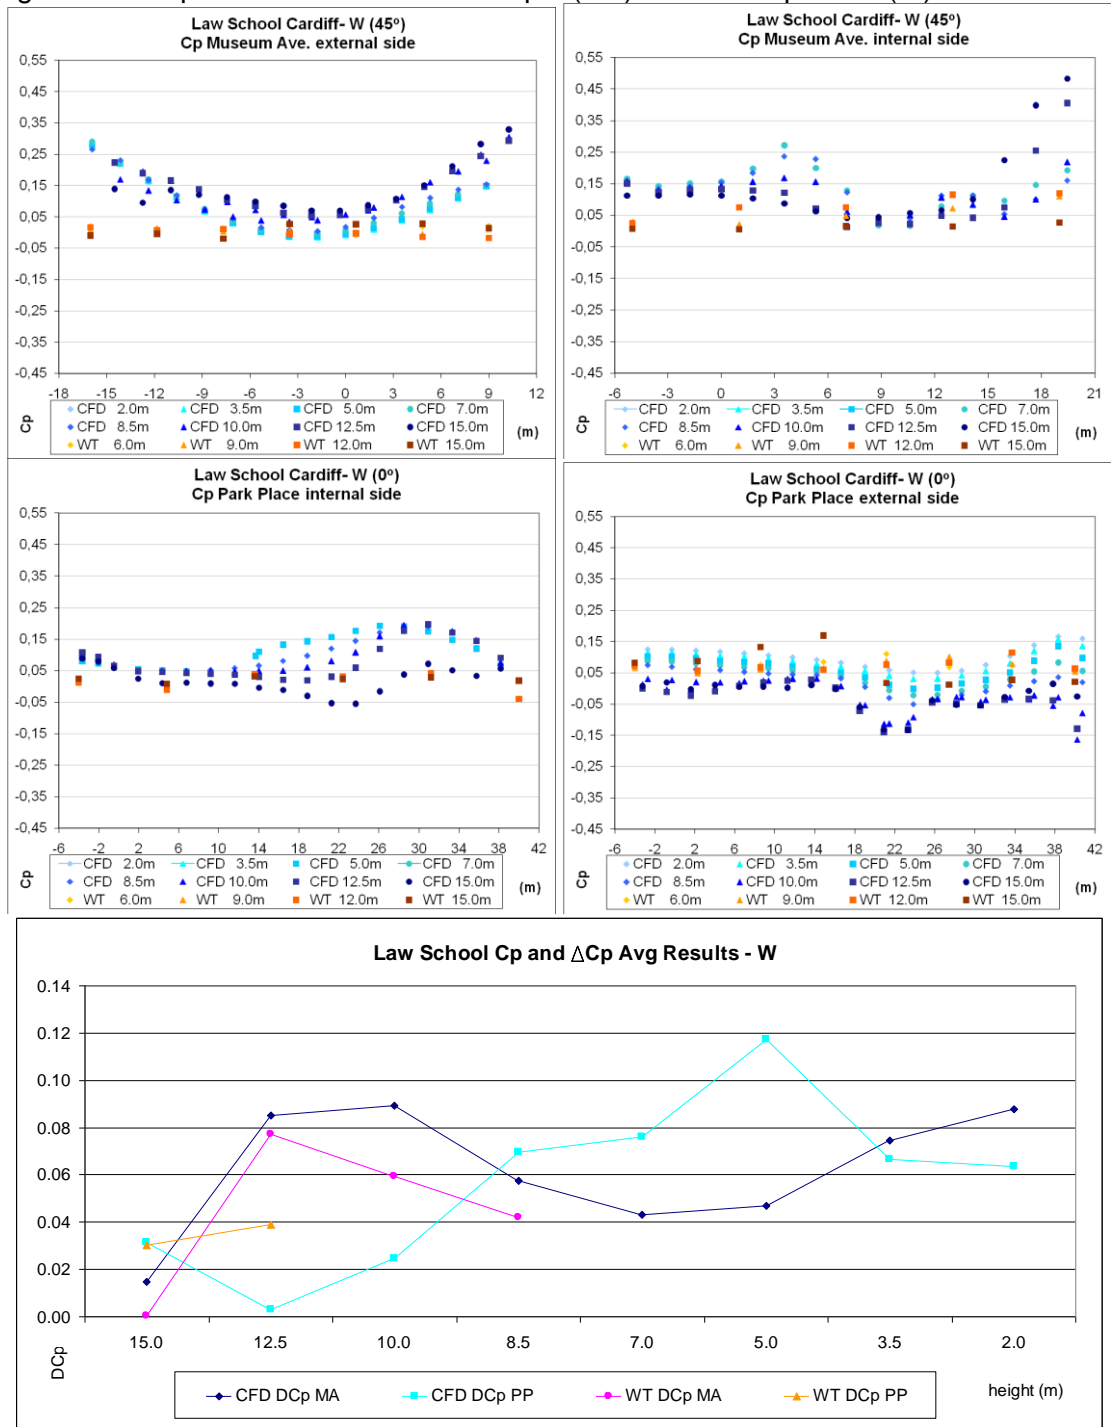 Law School Cardiff- W (45º)
Cp Museum Ave. external side
0,55
0,45
0,35
0,25
0,15
0,05
-0,05
-0,15
-0,25
-0,35
-0,45
-18 -15 -12 -9 -6 -3 0 3 6 9 12
Cp
CFD 2.0m CFD 3.5m CFD 5.0m CFD 7.0m
CFD 8.5m CFD 10.0m CFD 12.5m CFD 15.0m
WT 6.0m WT 9.0m WT 12.0m WT 15.0m
(m)
Law School Cardiff- W (45º)
Cp Museum Ave. internal side
0,55
0,45
0,35
0,25
0,15
0,05
-0,05
-0,15
-0,25
-0,35
-0,45
-6 -3 0 3 6 9 12 15 18 21
Cp
CFD 2.0m CFD 3.5m CFD 5.0m CFD 7.0m
CFD 8.5m CFD 10.0m CFD 12.5m CFD 15.0m
WT 6.0m WT 9.0m WT 12.0m WT 15.0m
(m)
Law School Cardiff- W (0º)
Cp Park Place internal side
0,55
0,45
0,35
0,25
0,15
0,05
-0,05
-0,15
-0,25
-0,35
-0,45
-6 -2 2 6 10 14 18 22 26 30 34 38 42
Cp
CFD 2.0m CFD 3.5m CFD 5.0m CFD 7.0m
CFD 8.5m CFD 10.0m CFD 12.5m CFD 15.0m
WT 6.0m WT 9.0m WT 12.0m WT 15.0m
(m)
Law School Cardiff- W (0º)
Cp Park Place external side
0,55
0,45
0,35
0,25
0,15
0,05
-0,05
-0,15
-0,25
-0,35
-0,45
-6 -2 2 6 10 14 18 22 26 30 34 38 42
Cp
CFD 2.0m CFD 3.5m CFD 5.0m CFD 7.0m
CFD 8.5m CFD 10.0m CFD 12.5m CFD 15.0m
WT 6.0m WT 9.0m WT 12.0m WT 15.0m
(m)
Law School Cp and ΔCp Avg Results - W
0.14
0.12
0.10
0.08
0.06
0.04
0.02
0.00
15.0 12.5 10.0 8.5 7.0 5.0 3.5 2.0
DCp
CFD DCp MA CFD DCp PP WT DCp MA WT DCp PP
height (m)